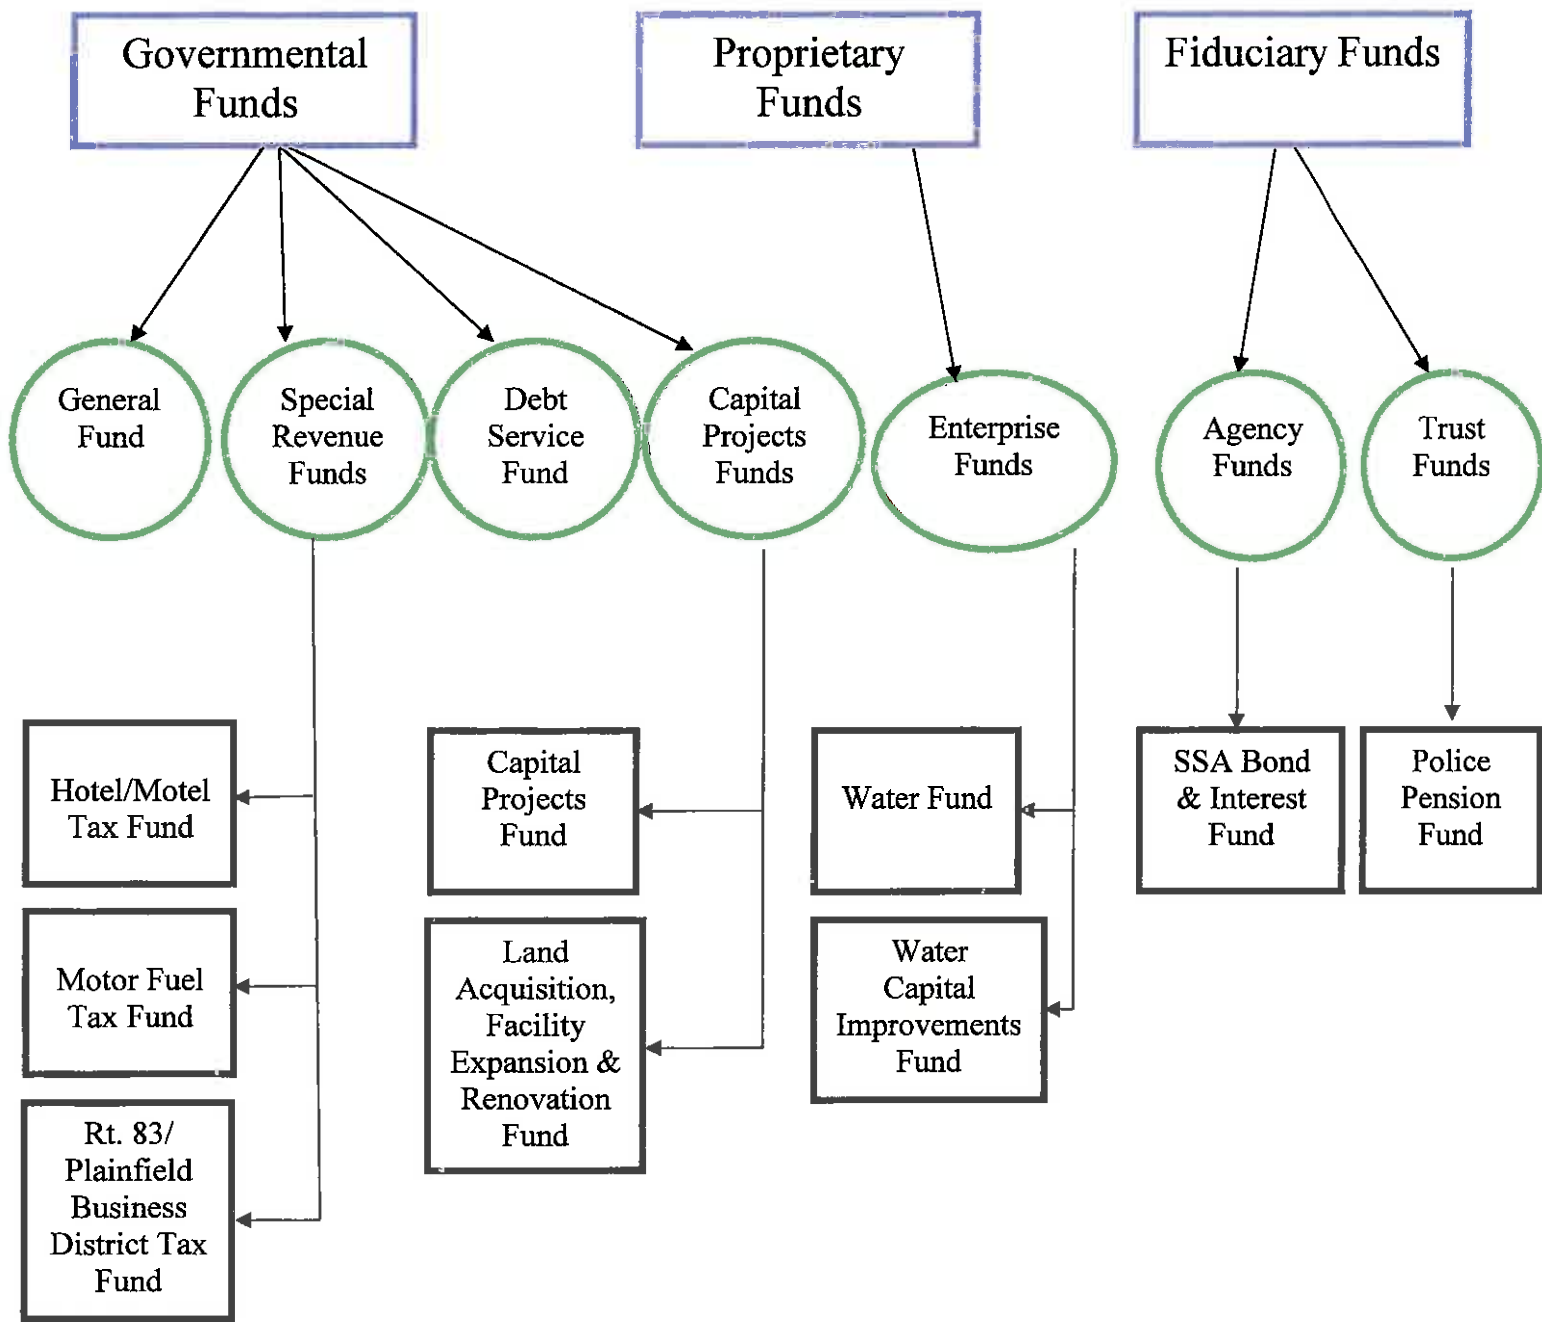 Governmental
Funds
Proprietary
Funds
Fiduciary Funds
General
Fund
Special
Revenue
Funds
Debt
Service
Fund
Capital
Projects
Funds
Enterprise
Funds
Agency
Funds
Trust
Funds
Hotel/Motel
Tax Fund
Motor Fuel
Tax Fund
Rt. 83/
Plainfield
Business
District Tax
Fund
Capital
Projects
Fund
Land
Acquisition,
Facility
Expansion &
Renovation
Fund
Water Fund
Water
Capital
Improvements
Fund
SSA Bond
& Interest
Fund
Police
Pension
Fund